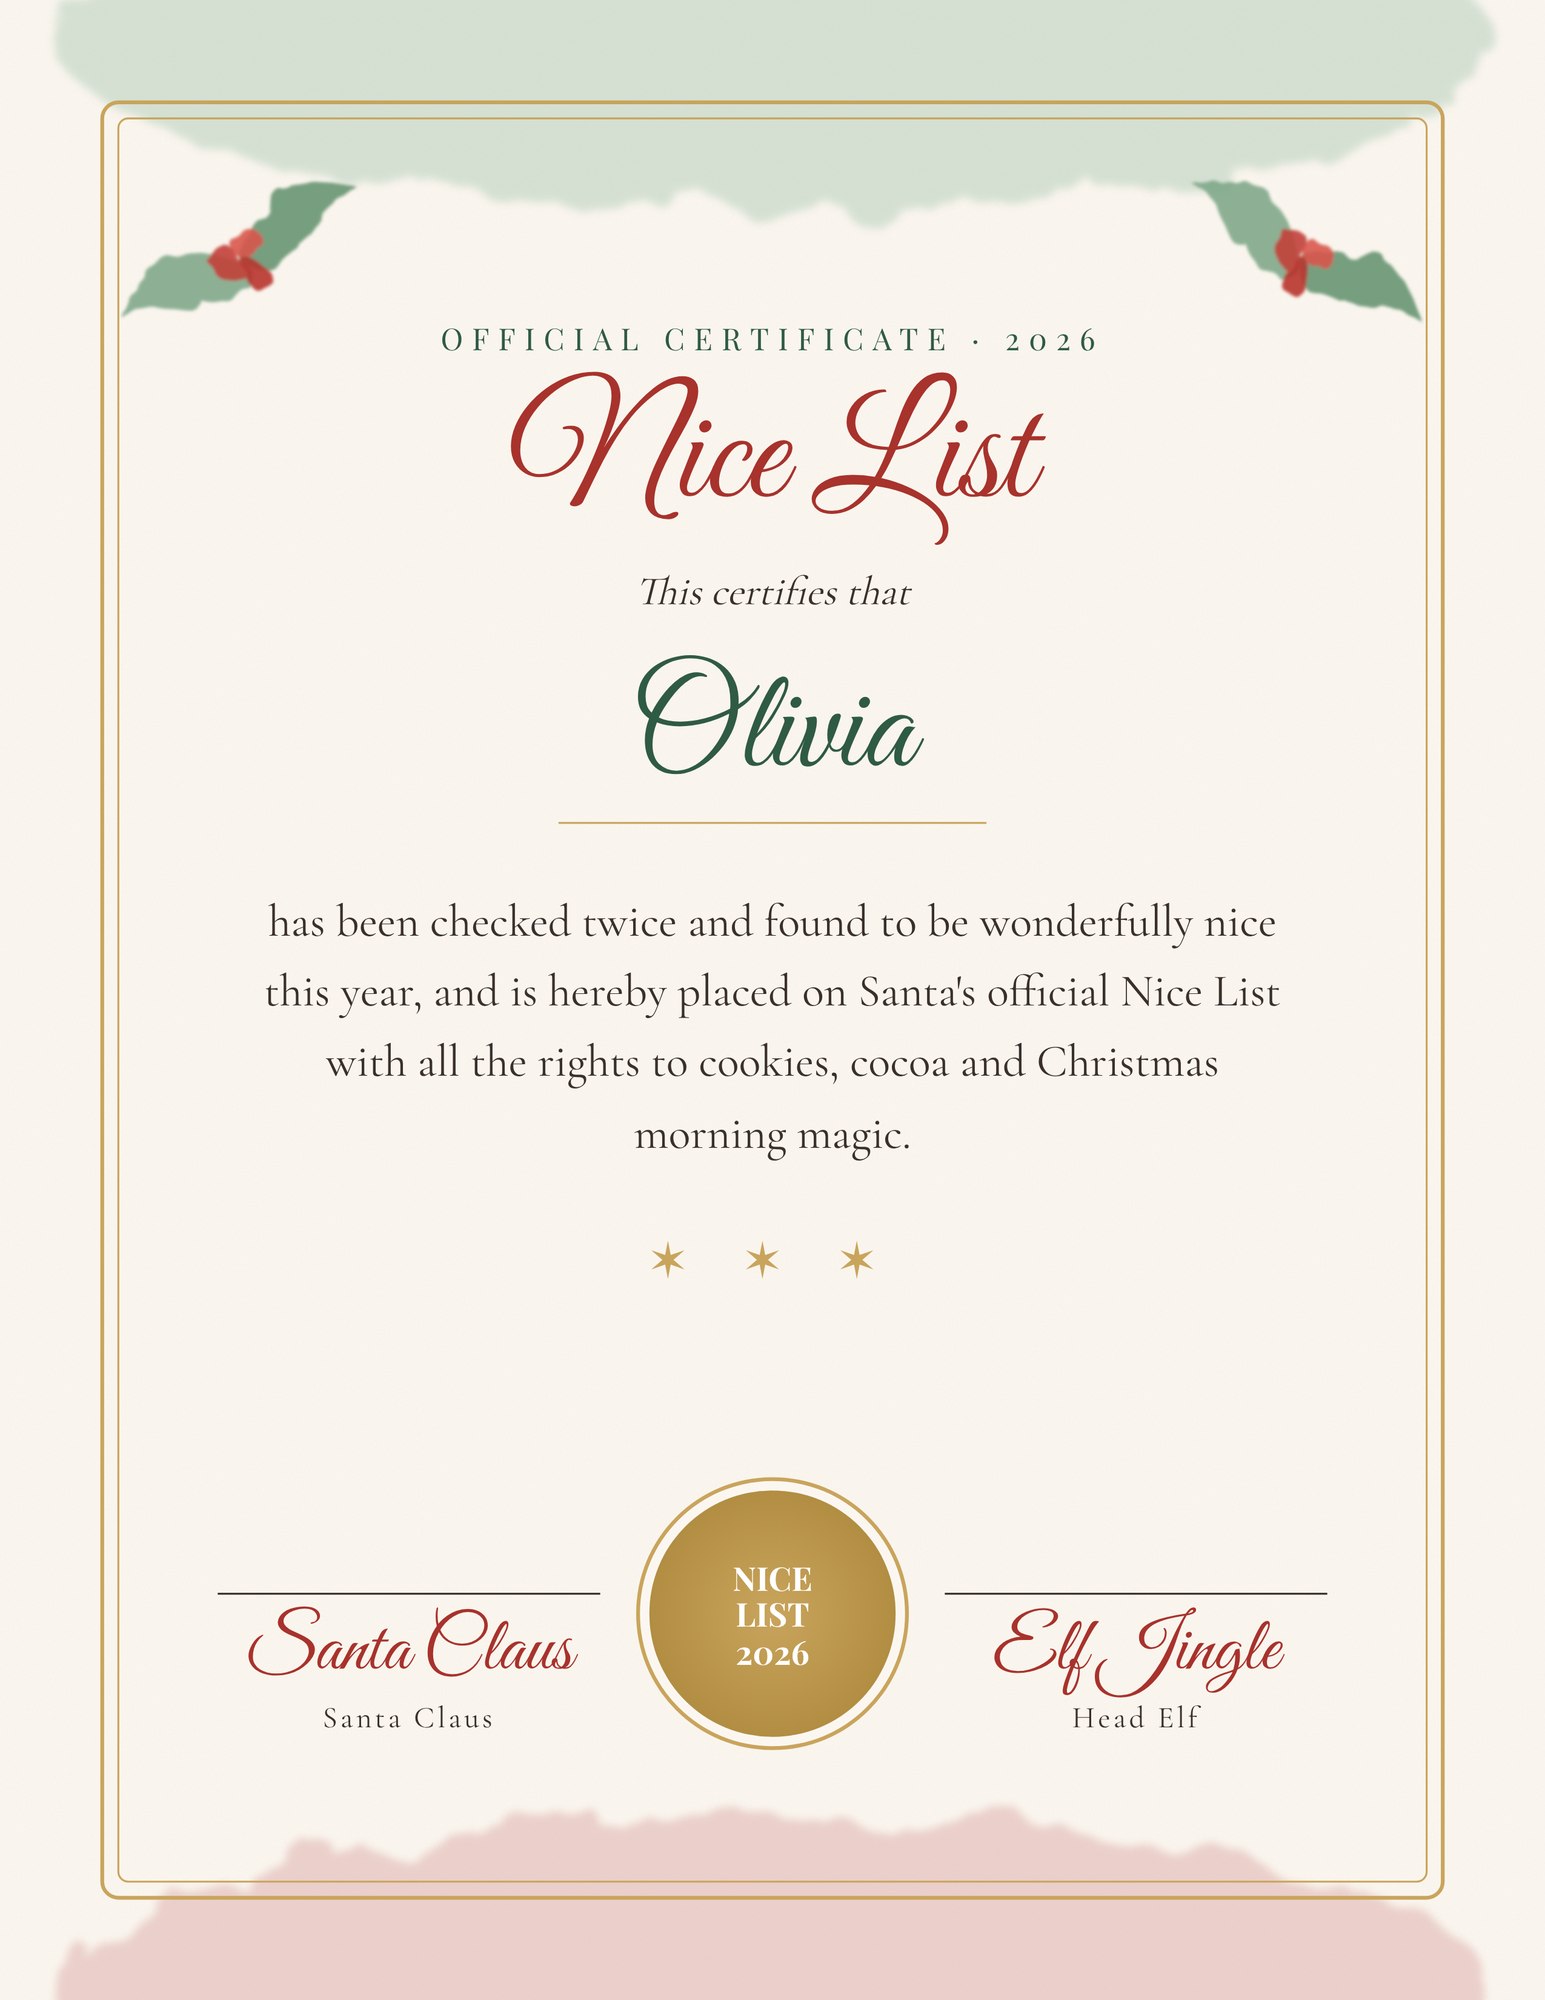 OFFICIAL CERTIFICATE · 2026
Nice List
This certifies that
Olivia
has been checked twice and found to be wonderfully nice
this year, and is hereby placed on Santa's official Nice List
with all the rights to cookies, cocoa and Christmas
morning magic.
✶ ✶ ✶
NICE
LIST
2026
Santa Claus
Santa Claus
Elf Jingle
Head Elf